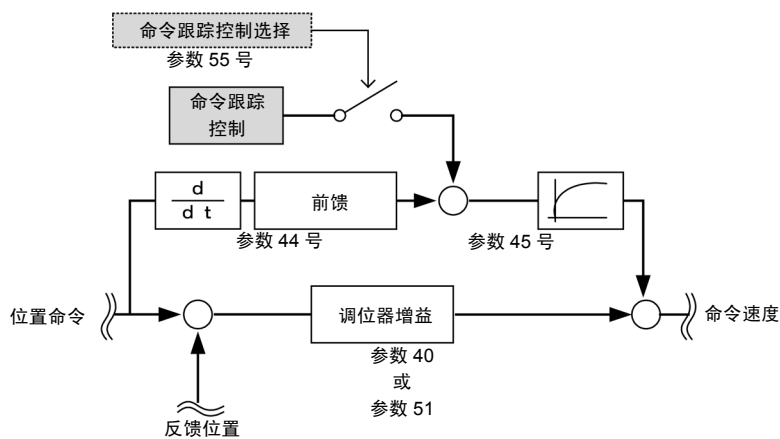 命令跟踪控制选择
参数 55 号
命令跟踪
控制
d
d t
前馈
参数 44 号
参数 45 号
位置命令
调位器增益
命令速度
参数 40
或
参数 51
反馈位置